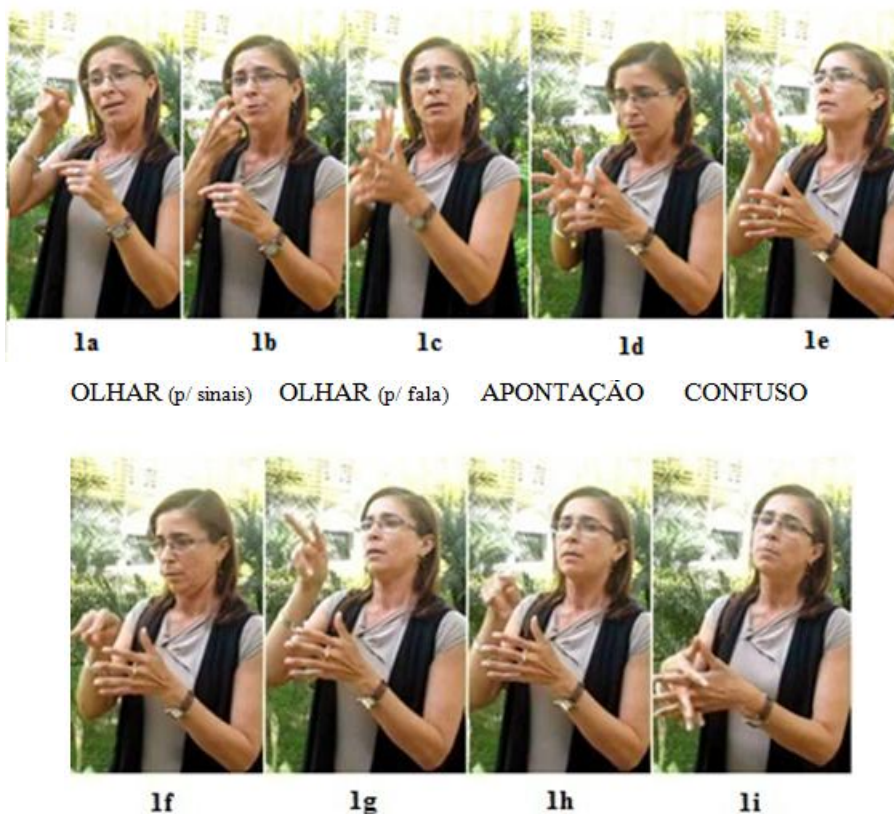 1a 1b 1c 1d 1e
OLHAR (p/ sinais) OLHAR (p/ fala) APONTAÇÃO CONFUSO
1f 1g 1h 1i